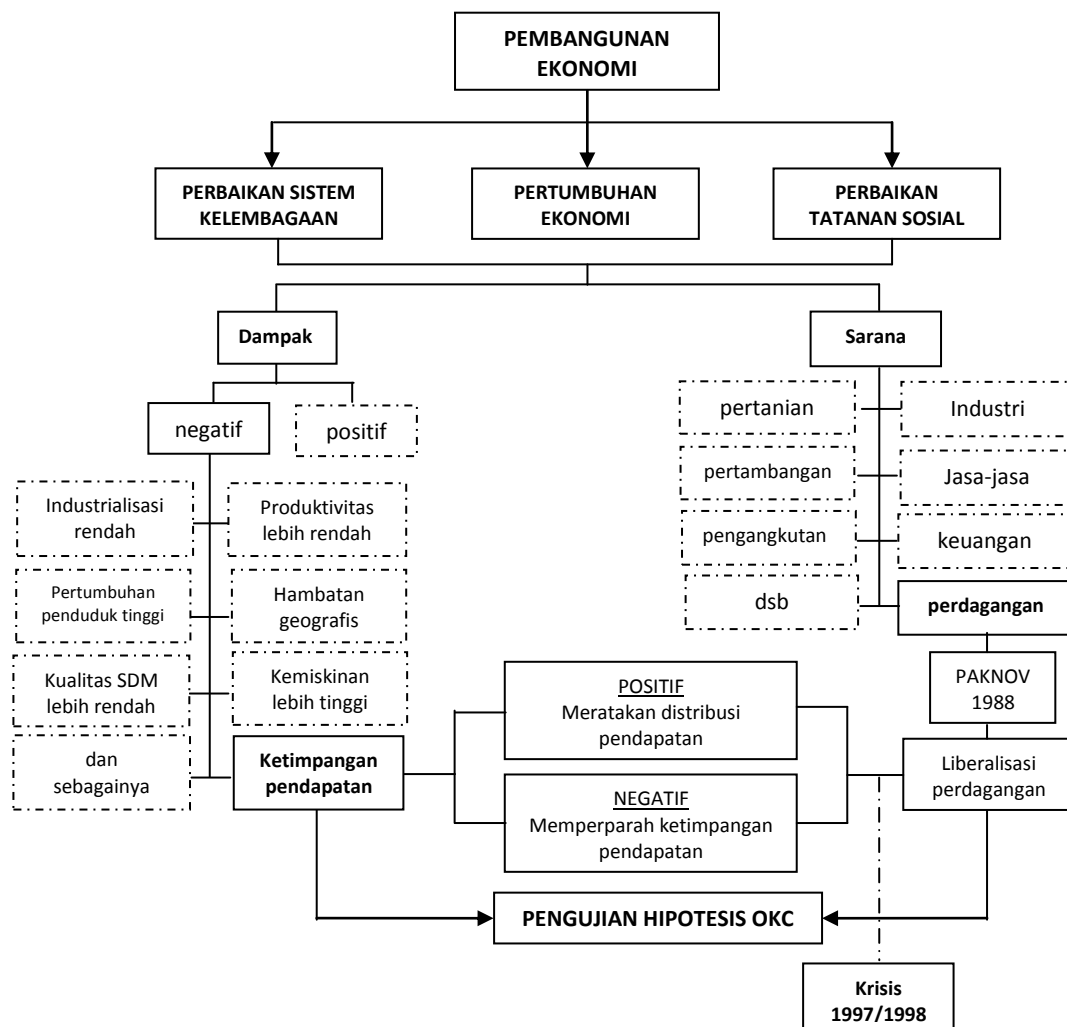 PEMBANGUNAN
EKONOMI
PERBAIKAN SISTEM
KELEMBAGAAN
PERTUMBUHAN
EKONOMI
PERBAIKAN
TATANAN SOSIAL
Dampak
Sarana
negatif
positif
pertanian
Industri
pertambangan
Jasa-jasa
pengangkutan
keuangan
dsb
perdagangan
Industrialisasi
rendah
Produktivitas
lebih rendah
Pertumbuhan
penduduk tinggi
Hambatan
geografis
Kualitas SDM
lebih rendah
Kemiskinan
lebih tinggi
dan
sebagainya
Ketimpangan
pendapatan
POSITIF
Meratakan distribusi
pendapatan
NEGATIF
Memperparah ketimpangan
pendapatan
PAKNOV
1988
Liberalisasi
perdagangan
PENGUJIAN HIPOTESIS OKC
Krisis
1997/1998